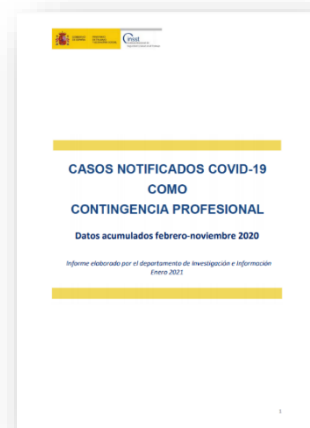 CASOS NOTIFICADOS COVID-19
COMO
CONTINGENCIA PROFESIONAL
Datos acumulados febrero-noviembre 2020
Informe elaborado por el departamento de Investigación e Información
Enero 2021
1